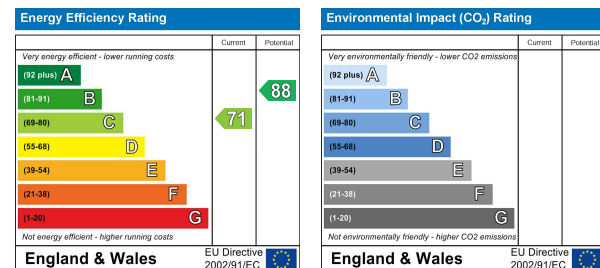 Energy Efficiency Rating
Current Potential
Very energy efficient - lower running costs
(92 plus) A
(81-91) B
88
(69-80) C
71
(55-68) D
(39-54) E
(21-38) F
(1-20) G
Not energy efficient - higher running costs
England & Wales
EU Directive
2002/91/EC
Environmental Impact (CO₂) Rating
Current Potential
Very environmentally friendly - lower CO2 emissions
(92 plus) A
(81-91) B
(69-80) C
(55-68) D
(39-54) E
(21-38) F
(1-20) G
Not environmentally friendly - higher CO2 emissions
England & Wales
EU Directive
2002/91/EC